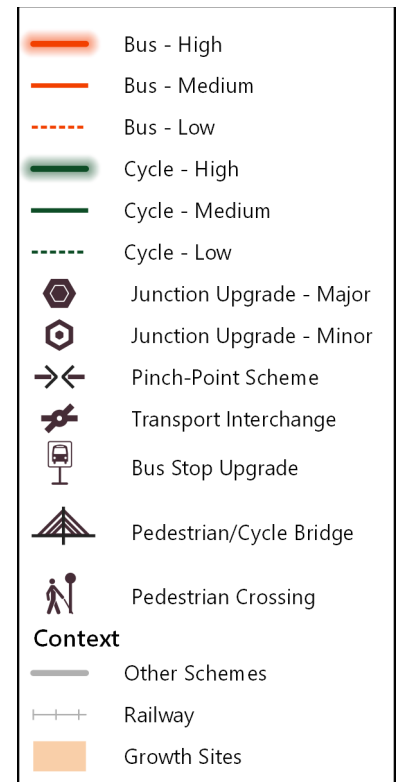 Bus - High
Bus - Medium
Bus - Low
Cycle - High
Cycle - Medium
Cycle - Low
Junction Upgrade - Major
Junction Upgrade - Minor
Pinch-Point Scheme
Transport Interchange
Bus Stop Upgrade
Pedestrian/Cycle Bridge
Pedestrian Crossing
Context
Other Schemes
Railway
Growth Sites